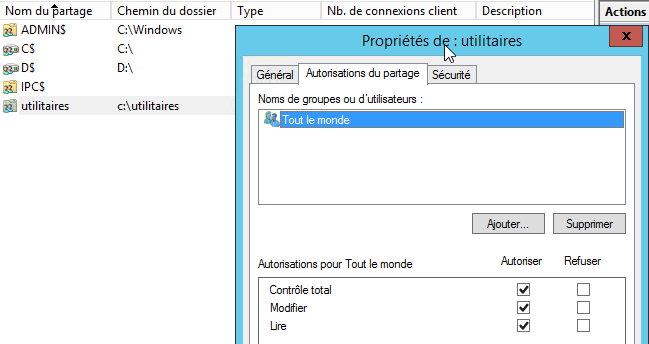 Nom du partage Chemin du dossier Type Nb. de connexions client Description Actions
ADMIN$ C:\Windows
C$ C:\
D$ D:\
IPC$
utilitaires c:\utilitaires
Propriétés de : utilitaires x
Général Autorisations du partage Sécurité
Noms de groupes ou d'utilisateurs :
Tout le monde
Ajouter... Supprimer
Autorisations pour Tout le monde Autoriser Refuser
Contrôle total
Modifier
Lire